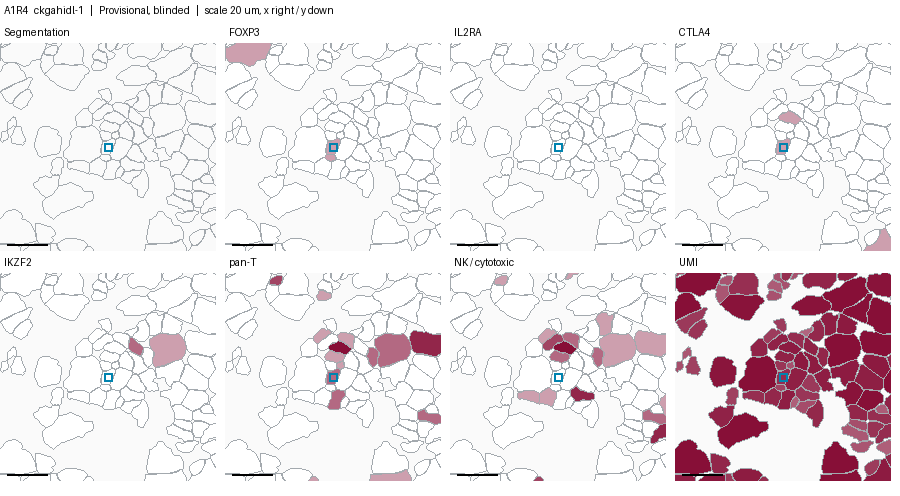 A1R4 ckgahidl-1 | Provisional, blinded | scale 20 um, x right / y down
Segmentation FOXP3 IL2RA CTLA4
IKZF2 pan-T NK / cytotoxic UMI